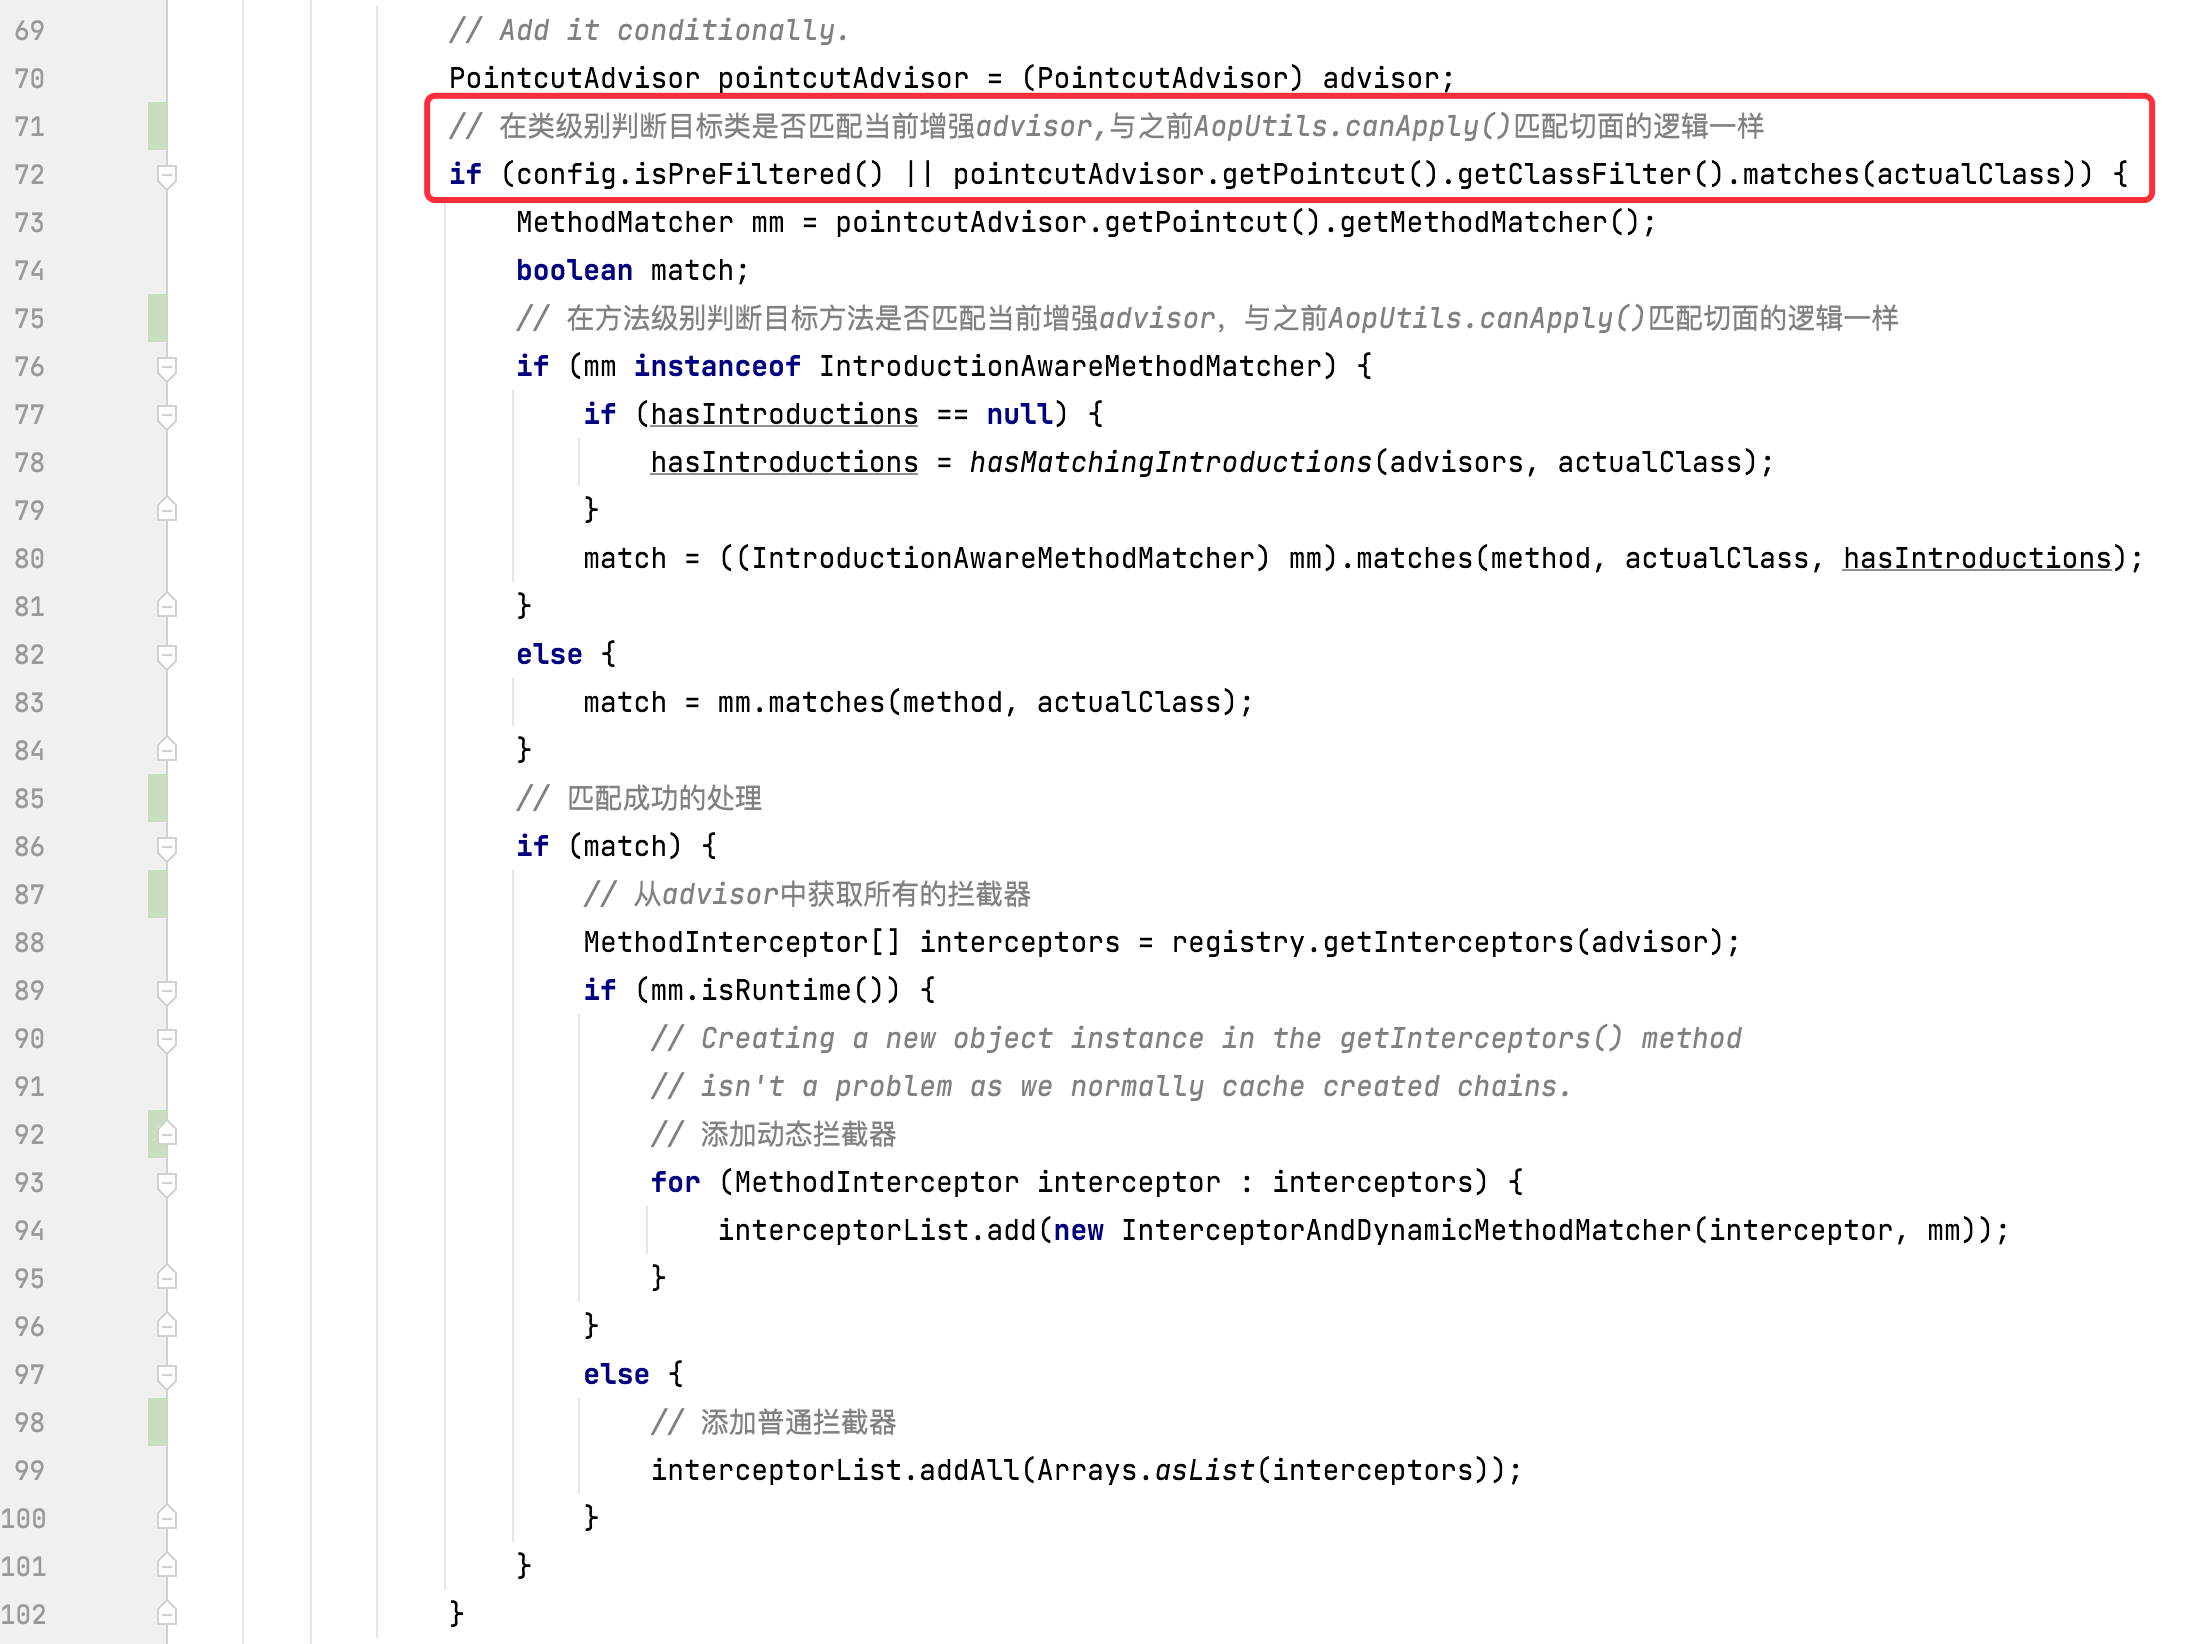 69 // Add it conditionally.
70 PointcutAdvisor pointcutAdvisor = (PointcutAdvisor) advisor;
71 // 在类级别判断目标类是否匹配当前增强advisor,与之前AopUtils.canApply()匹配切面的逻辑一样
72 if (config.isPreFiltered() || pointcutAdvisor.getPointcut().getClassFilter().matches(actualClass)) {
73 MethodMatcher mm = pointcutAdvisor.getPointcut().getMethodMatcher();
74 boolean match;
75 // 在方法级别判断目标方法是否匹配当前增强advisor，与之前AopUtils.canApply()匹配切面的逻辑一样
76 if (mm instanceof IntroductionAwareMethodMatcher) {
77 if (hasIntroductions == null) {
78 hasIntroductions = hasMatchingIntroductions(advisors, actualClass);
79 }
80 match = ((IntroductionAwareMethodMatcher) mm).matches(method, actualClass, hasIntroductions);
81 }
82 else {
83 match = mm.matches(method, actualClass);
84 }
85 // 匹配成功的处理
86 if (match) {
87 // 从advisor中获取所有的拦截器
88 MethodInterceptor[] interceptors = registry.getInterceptors(advisor);
89 if (mm.isRuntime()) {
90 // Creating a new object instance in the getInterceptors() method
91 // isn't a problem as we normally cache created chains.
92 // 添加动态拦截器
93 for (MethodInterceptor interceptor : interceptors) {
94 interceptorList.add(new InterceptorAndDynamicMethodMatcher(interceptor, mm));
95 }
96 }
97 else {
98 // 添加普通拦截器
99 interceptorList.addAll(Arrays.asList(interceptors));
100 }
101 }
102 }